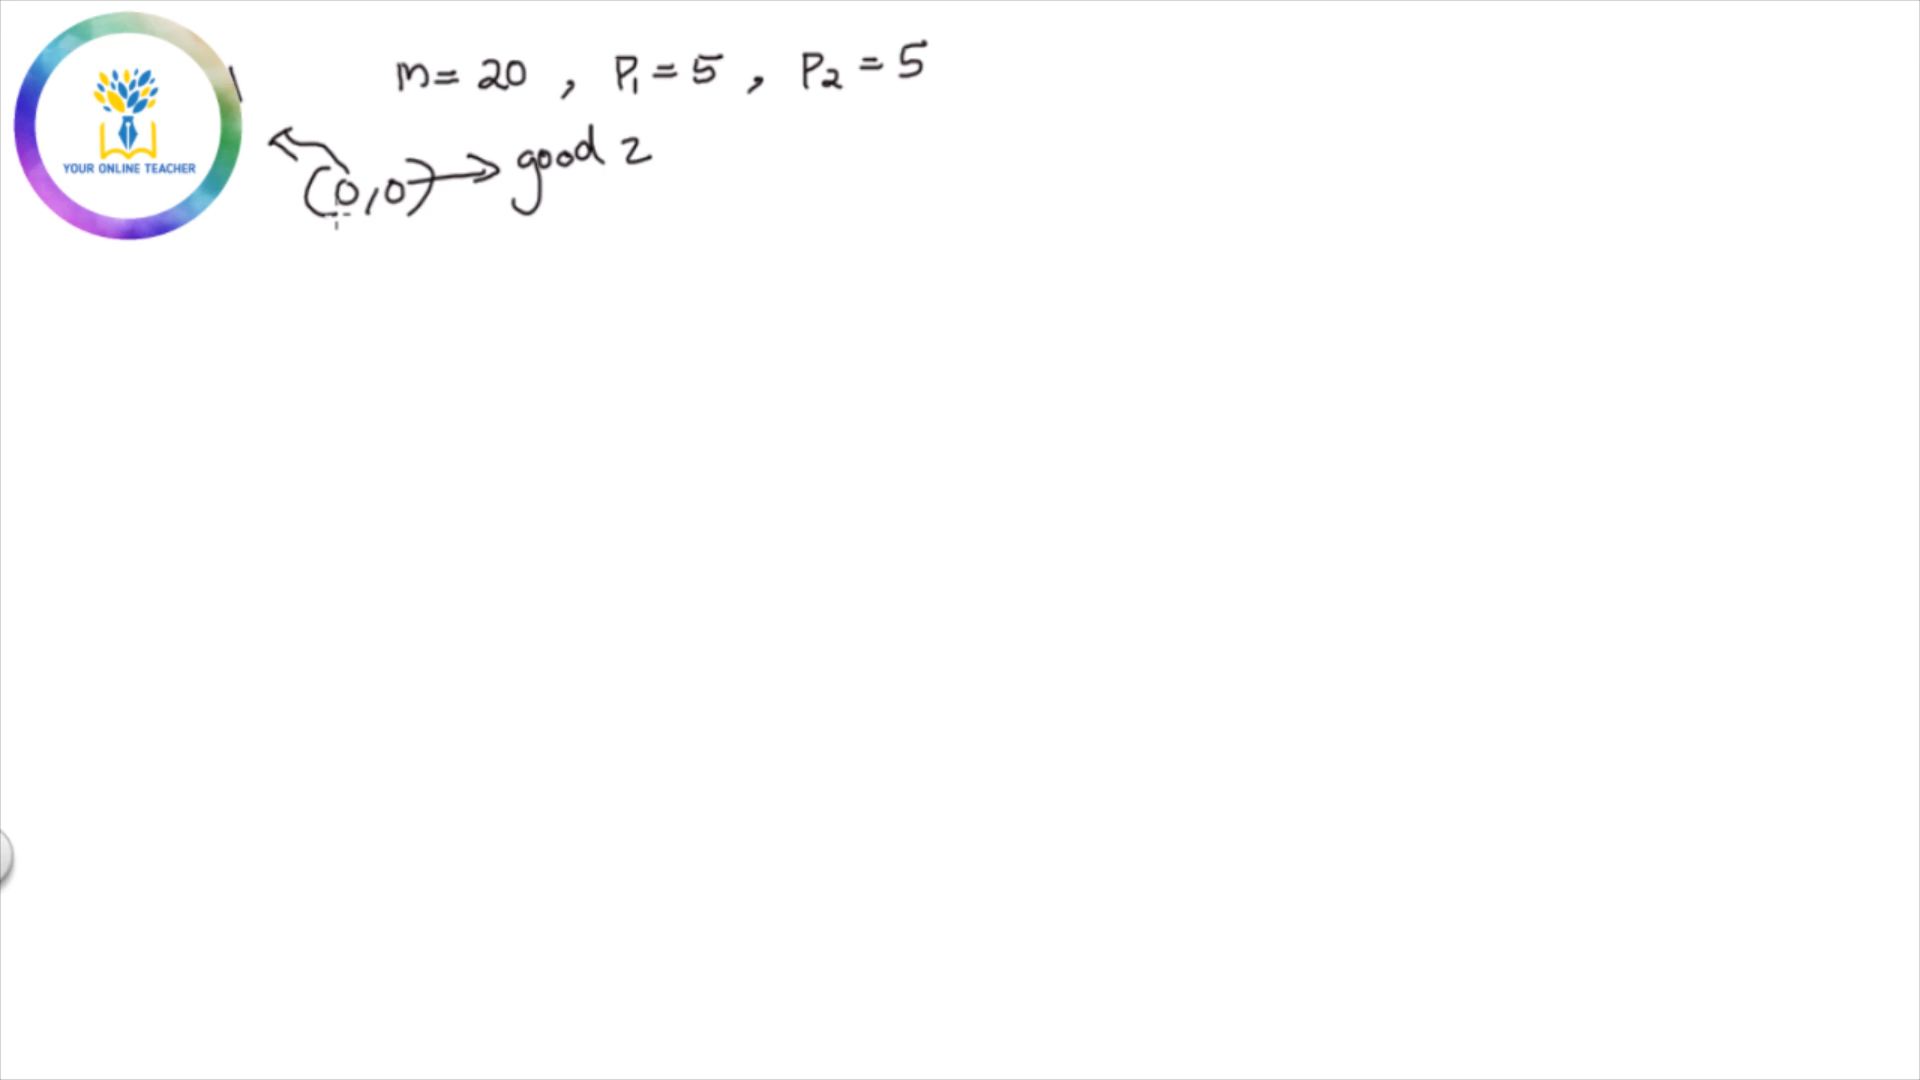 YOUR ONLINE TEACHER
m = 20 , P₁ = 5 , P₂ = 5
(0,0) → good 2